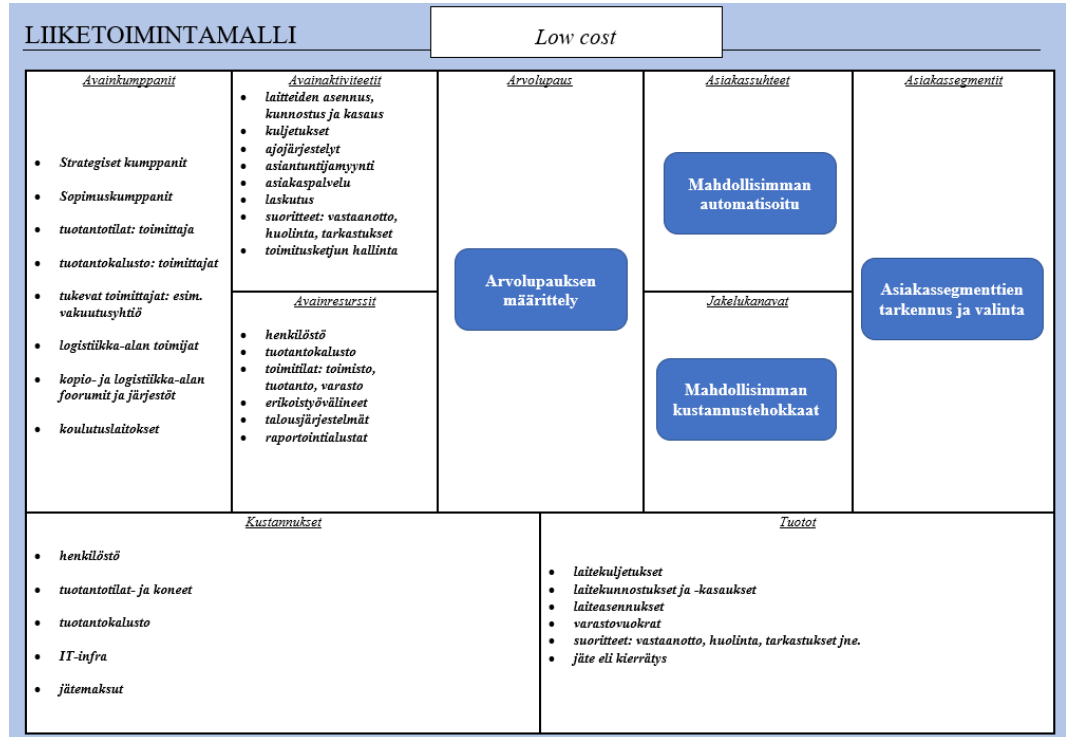 LIIKETOIMINTAMALLI
Low cost
Avainkumppanit
• Strategiset kumppanit
• Sopimuskumppanit
• tuotantotilat: toimittaja
• tuotantokalusto: toimittajat
• tukevat toimittajat: esim.
vakuutusyhtiö
• logistiikka-alan toimijat
• kopio- ja logistiikka-alan
foorumit ja järjestöt
• koulutuslaitokset
Avainaktiviteetit
• laitteiden asennus,
kunnostus ja kasaus
• kuljetukset
• ajojärjestelyt
• asiantuntijamyynti
• asiakaspalvelu
• laskutus
• suoritteet: vastaanotto,
huolinta, tarkastukset
• toimitusketjun hallinta
Avainresurssit
• henkilöstö
• tuotantokalusto
• toimitilat: toimisto,
tuotanto, varasto
• erikoistyövälineet
• talousjärjestelmät
• raportointialustat
Arvolupaus
Arvolupauksen
määrittely
Asiakassuhteet
Mahdollisimman
automatisoitu
Jakelukanavat
Mahdollisimman
kustannustehokkaat
Asiakassegmentit
Asiakassegmenttien
tarkennus ja valinta
Kustannukset
• henkilöstö
• tuotantotilat- ja koneet
• tuotantokalusto
• IT-infra
• jätemaksut
Tuotot
• laitekuljetukset
• laitekunnostukset ja -kasaukset
• laiteasennukset
• varastovuokrat
• suoritteet: vastaanotto, huolinta, tarkastukset jne.
• jäte eli kierrätys